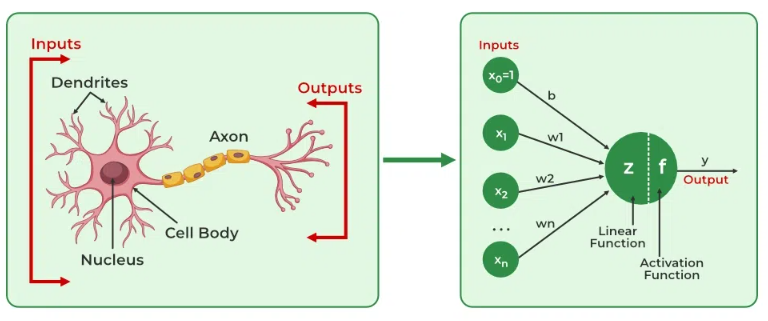 Inputs
Dendrites
Outputs
Axon
Cell Body
Nucleus
Inputs
x₀=1
b
x₁
w1
x₂
w2
...
wn
xₙ
z
f
y
Output
Linear
Function
Activation
Function